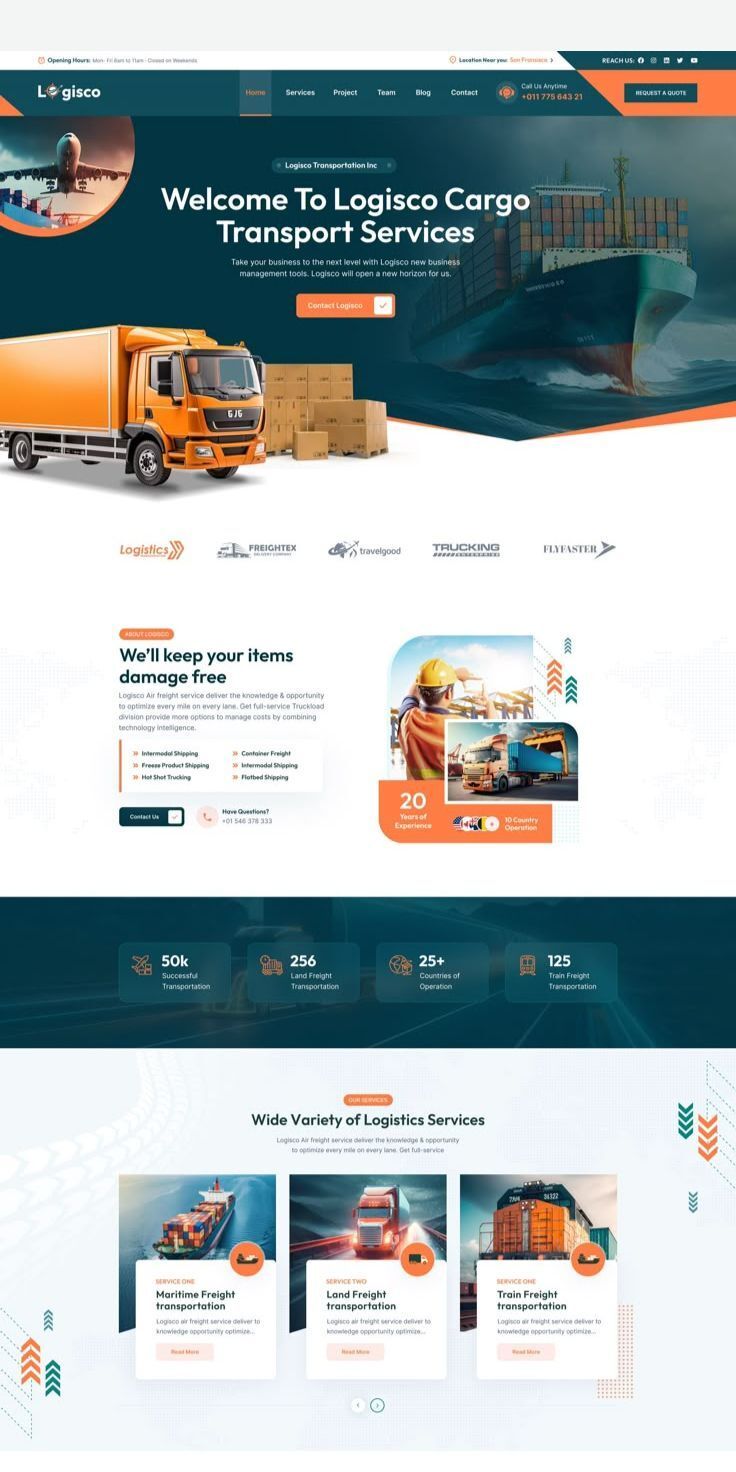 Opening Hours: Mon- Fri 8am to 11am - Closed on Weekends
Location Near you: San Fransisco
REACH US:
Logisco
Home
Services
Project
Team
Blog
Contact
Call Us Anytime
+011 775 643 21
REQUEST A QUOTE
Logisco Transportation Inc
Welcome To Logisco Cargo
Transport Services
Take your business to the next level with Logisco new business
management tools. Logisco will open a new horizon for us.
Contact Logisco
Logistics
FREIGHTEX
DELIVERY COMPANY
travelgood
TRUCKING
ENTERPRISE
FLYFASTER
ABOUT LOGISCO
We'll keep your items
damage free
Logisco Air freight service deliver the knowledge & opportunity
to optimize every mile on every lane. Get full-service Truckload
division provide more options to manage costs by combining
technology intelligence.
Intermodal Shipping
Container Freight
Freeze Product Shipping
Intermodal Shipping
Hot Shot Trucking
Flatbed Shipping
Contact Us
Have Questions?
+01 546 378 333
20
Years of
Experience
10 Country
Operation
50k
Successful
Transportation
256
Land Freight
Transportation
25+
Countries of
Operation
125
Train Freight
Transportation
OUR SERVICES
Wide Variety of Logistics Services
Logisco Air freight service deliver the knowledge & opportunity
to optimize every mile on every lane. Get full-service
SERVICE ONE
Maritime Freight
transportation
Logisco air freight service deliver to
knowledge opportunity optimize...
Read More
SERVICE TWO
Land Freight
transportation
Logisco air freight service deliver to
knowledge opportunity optimize...
Read More
36322
SERVICE ONE
Train Freight
transportation
Logisco air freight service deliver to
knowledge opportunity optimize...
Read More